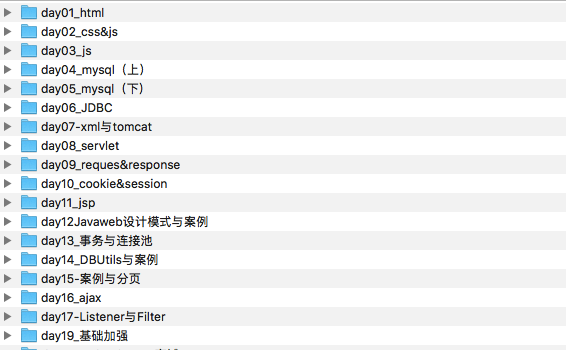 day01_html
day02_css&js
day03_js
day04_mysql（上）
day05_mysql（下）
day06_JDBC
day07-xml与tomcat
day08_servlet
day09_reques&response
day10_cookie&session
day11_jsp
day12Javaweb设计模式与案例
day13_事务与连接池
day14_DBUtils与案例
day15-案例与分页
day16_ajax
day17-Listener与Filter
day19_基础加强